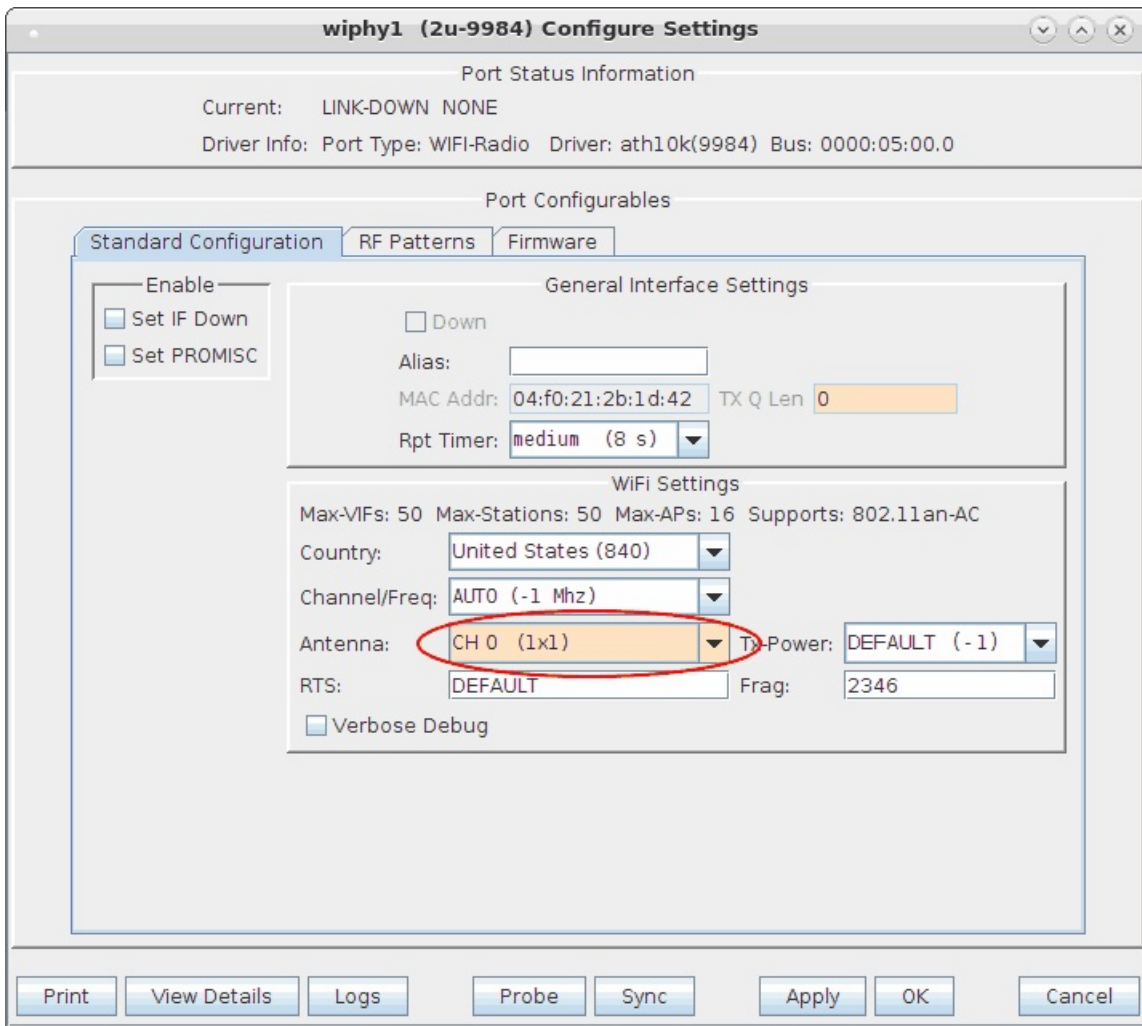 wiphy1 (2u-9984) Configure Settings
Port Status Information
Current: LINK-DOWN NONE
Driver Info: Port Type: WIFI-Radio Driver: ath10k(9984) Bus: 0000:05:00.0
Port Configurables
Standard Configuration RF Patterns Firmware
Enable
Set IF Down
Set PROMISC
General Interface Settings
Down
Alias:
MAC Addr: 04:f0:21:2b:1d:42 TX Q Len 0
Rpt Timer: medium (8 s)
WiFi Settings
Max-VIFs: 50 Max-Stations: 50 Max-APs: 16 Supports: 802.11an-AC
Country: United States (840)
Channel/Freq: AUTO (-1 Mhz)
Antenna: CH 0 (1x1) Tx-Power: DEFAULT (-1)
RTS: DEFAULT Frag: 2346
Verbose Debug
Print View Details Logs Probe Sync Apply OK Cancel